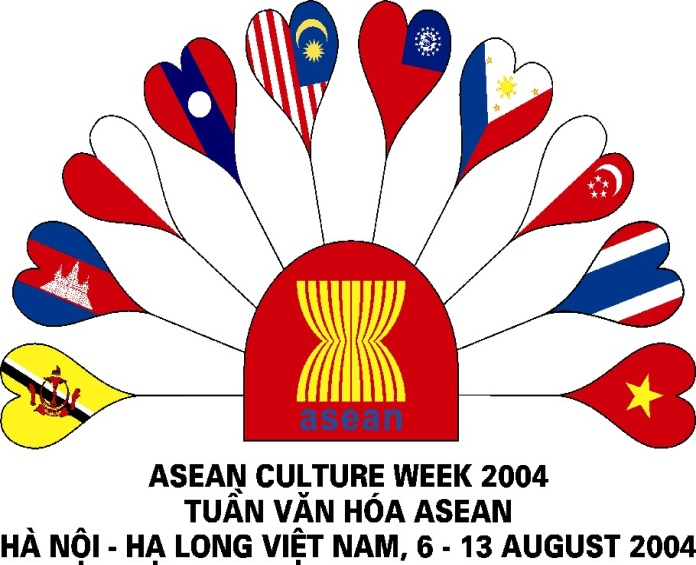 asean
ASEAN CULTURE WEEK 2004
TUẦN VĂN HÓA ASEAN
HÀ NỘI - HẠ LONG VIỆT NAM, 6 - 13 AUGUST 2004